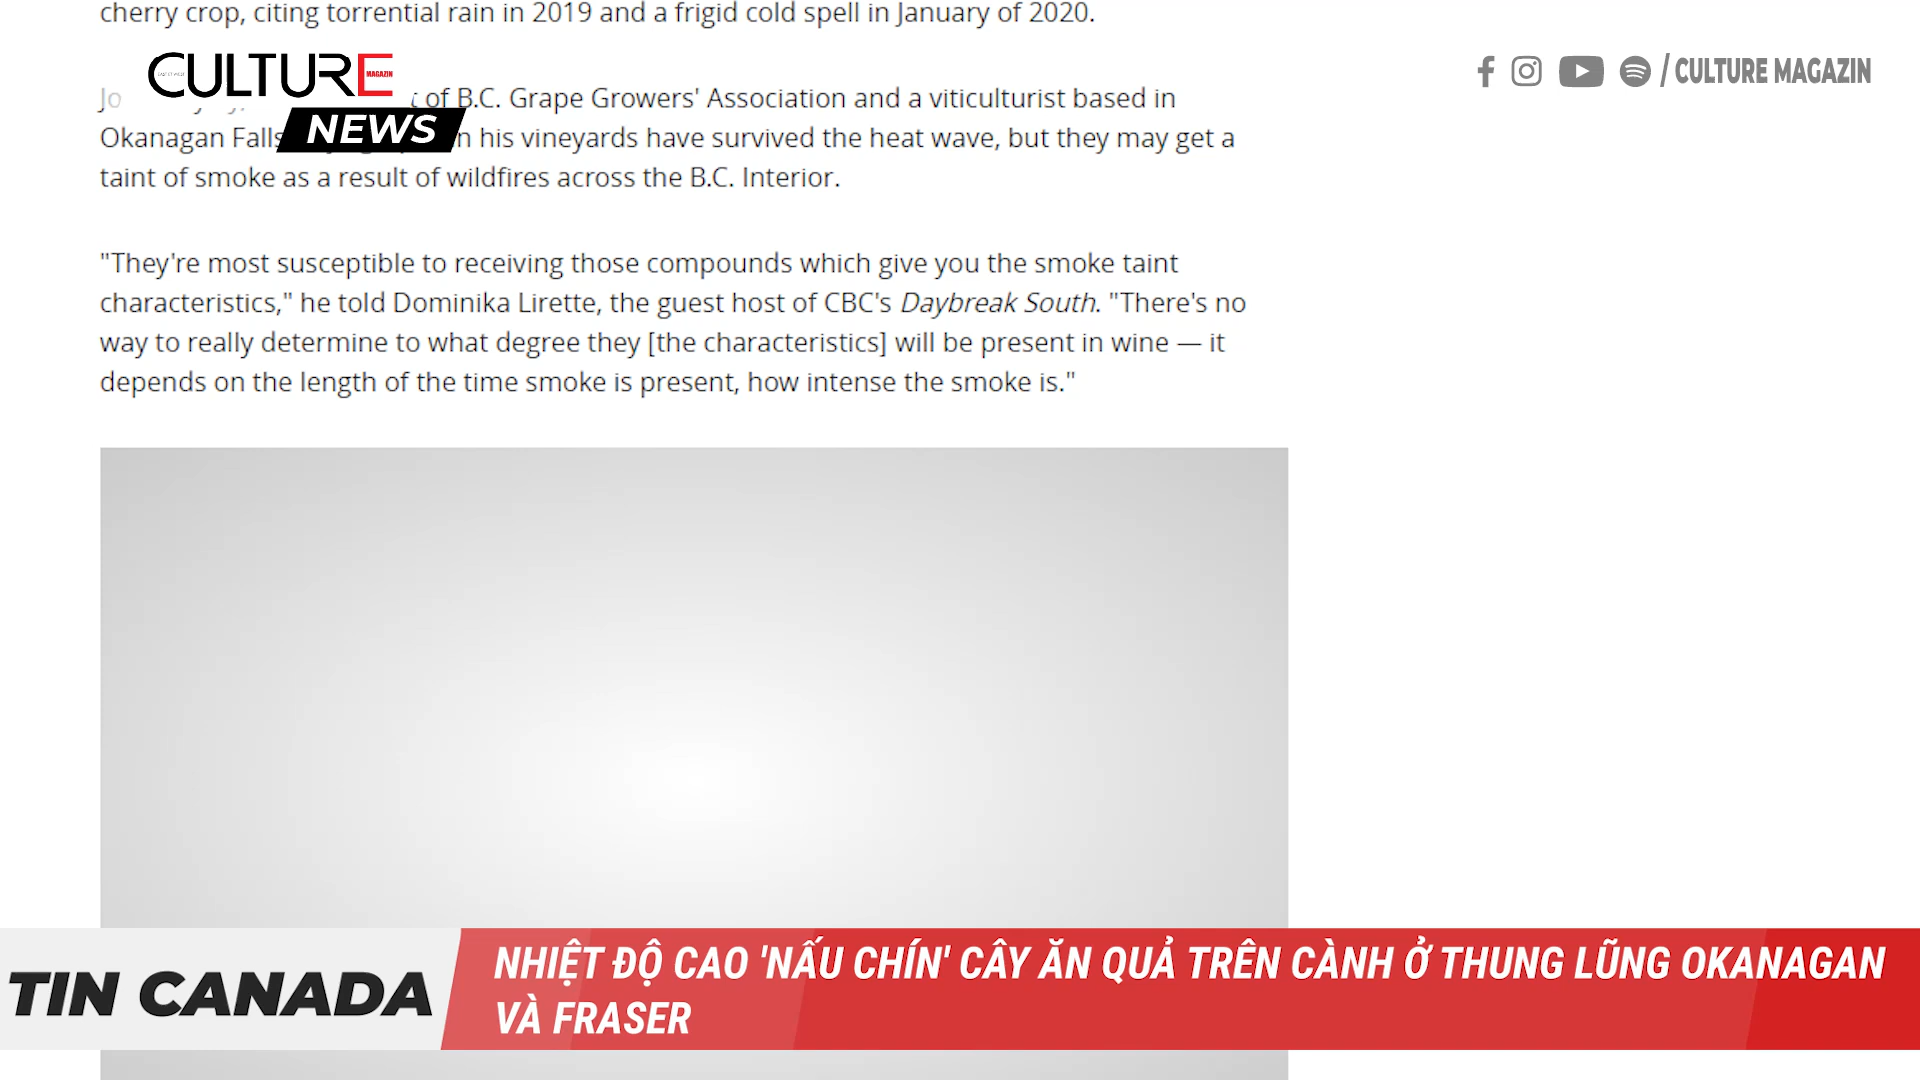 cherry crop, citing torrential rain in 2019 and a frigid cold spell in January of 2020.
CULTURE
MAGAZIN
NEWS
/ CULTURE MAGAZIN
of B.C. Grape Growers' Association and a viticulturist based in
Okanagan Falls his vineyards have survived the heat wave, but they may get a
taint of smoke as a result of wildfires across the B.C. Interior.
"They're most susceptible to receiving those compounds which give you the smoke taint
characteristics," he told Dominika Lirette, the guest host of CBC's Daybreak South. "There's no
way to really determine to what degree they [the characteristics] will be present in wine — it
depends on the length of the time smoke is present, how intense the smoke is."
TIN CANADA
NHIỆT ĐỘ CAO 'NẤU CHÍN' CÂY ĂN QUẢ TRÊN CÀNH Ở THUNG LŨNG OKANAGAN
VÀ FRASER